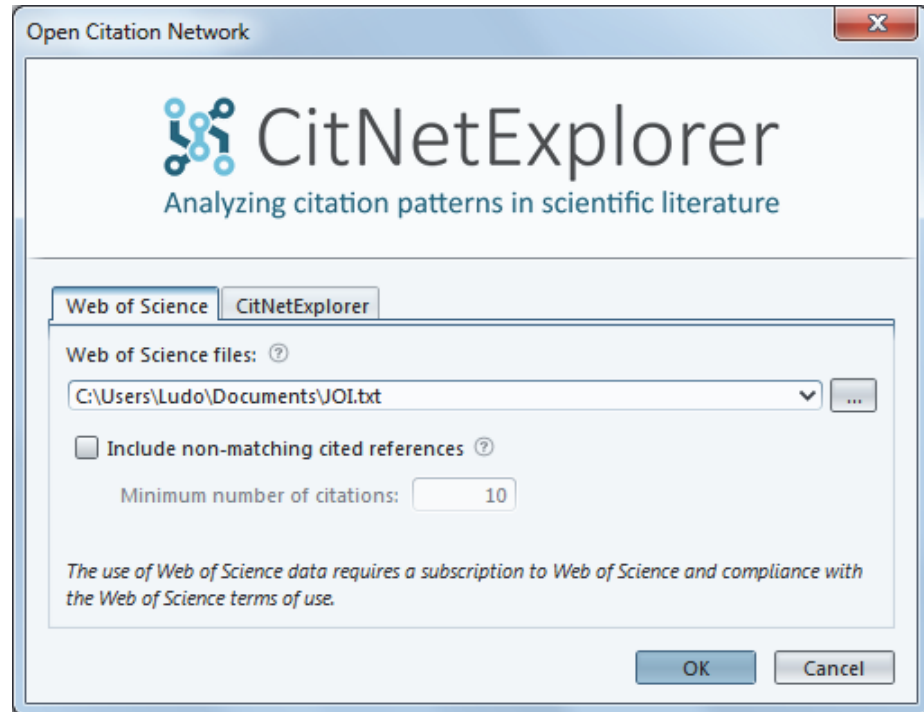 Open Citation Network
CitNetExplorer
Analyzing citation patterns in scientific literature
Web of Science CitNetExplorer
Web of Science files: ?
C:\Users\Ludo\Documents\JOI.txt ...
Include non-matching cited references ?
Minimum number of citations: 10
The use of Web of Science data requires a subscription to Web of Science and compliance with
the Web of Science terms of use.
OK Cancel